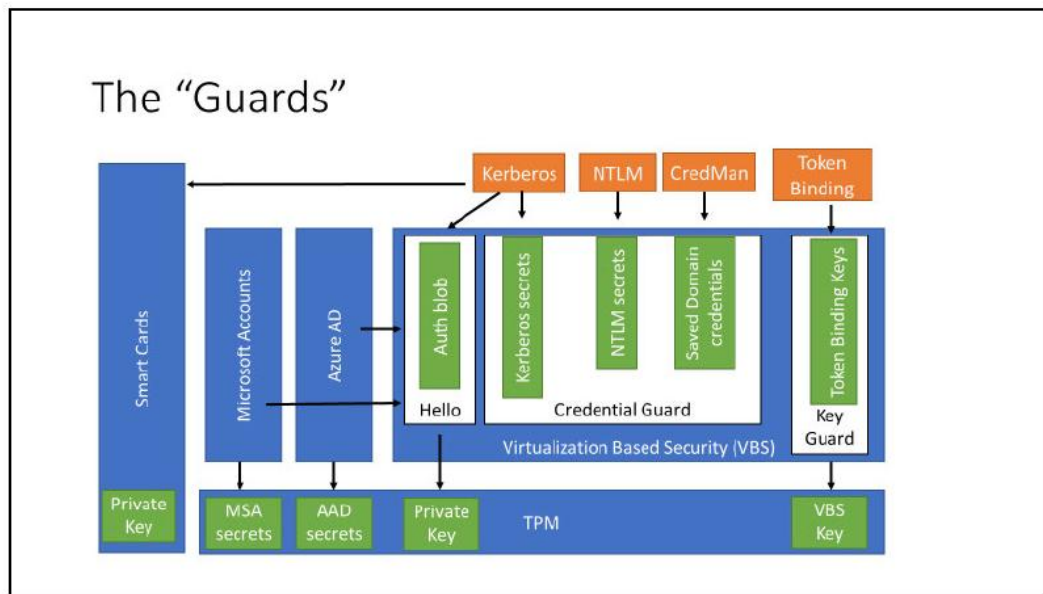 The “Guards”
Kerberos
NTLM
CredMan
Token
Binding
Smart Cards
Microsoft Accounts
Azure AD
Auth blob
Kerberos secrets
NTLM secrets
Saved Domain
credentials
Token Binding Keys
Hello
Credential Guard
Key
Guard
Virtualization Based Security (VBS)
Private
Key
MSA
secrets
AAD
secrets
Private
Key
TPM
VBS
Key